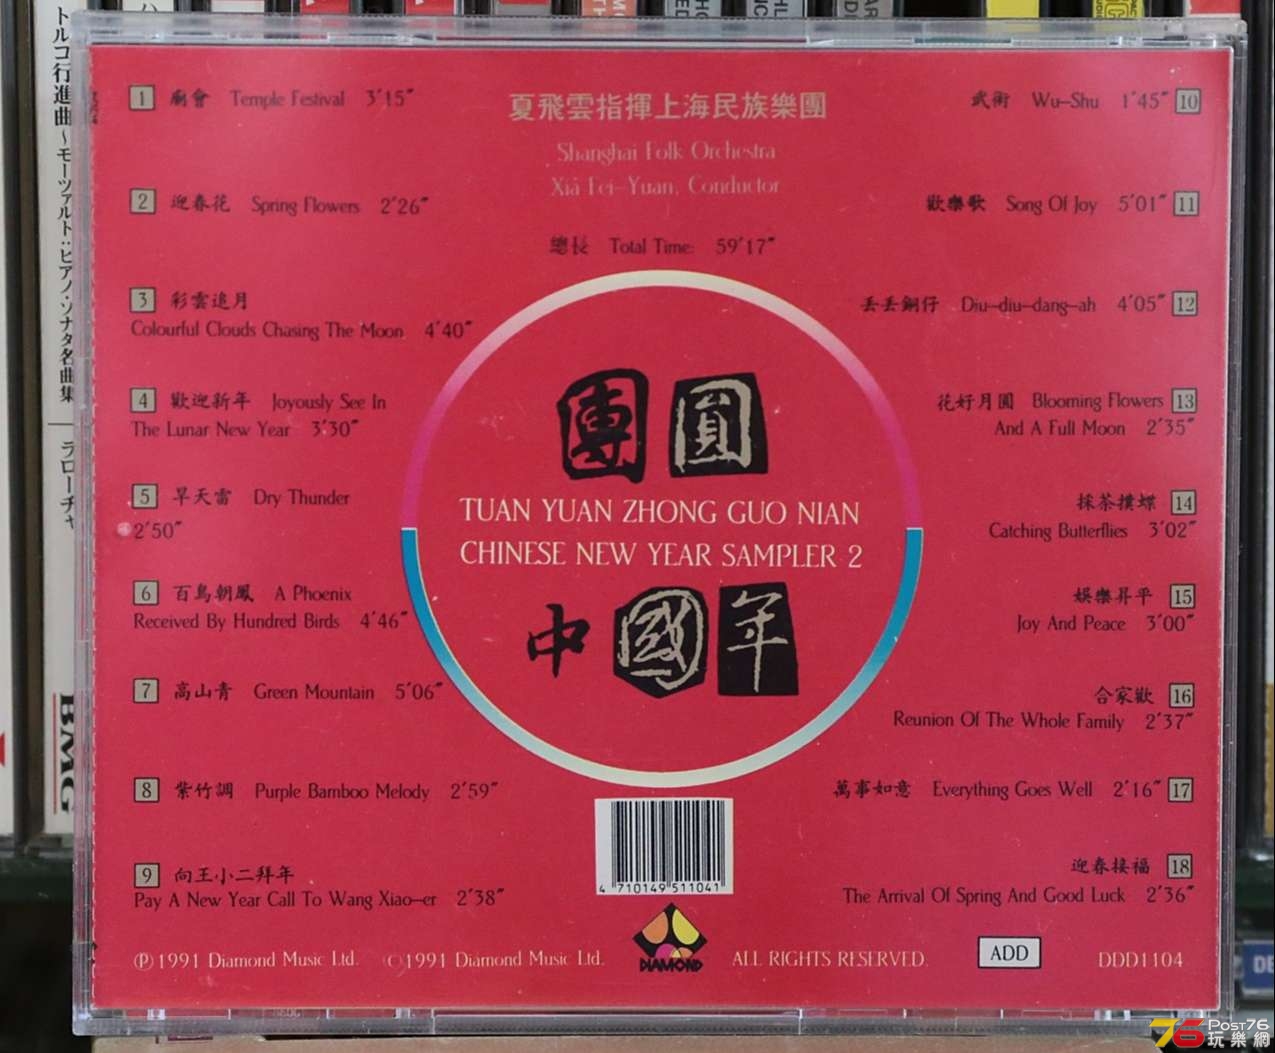 トルコ行進曲～モーツァルト:ピアノ・ソナタ名曲集
ラローチャ
BMG
1 廟會 Temple Festival 3'15"
2 迎春花 Spring Flowers 2'26"
3 彩雲追月
Colourful Clouds Chasing The Moon 4'40"
4 歡迎新年 Joyously See In
The Lunar New Year 3'30"
5 旱天雷 Dry Thunder
2'50"
6 百鳥朝鳳 A Phoenix
Received By Hundred Birds 4'46"
7 高山青 Green Mountain 5'06"
8 紫竹調 Purple Bamboo Melody 2'59"
9 向王小二拜年
Pay A New Year Call To Wang Xiao-er 2'38"
夏飛雲指揮上海民族樂團
Shanghai Folk Orchestra
Xia Fei-Yuan, Conductor
總長 Total Time: 59'17"
團圓
TUAN YUAN ZHONG GUO NIAN
CHINESE NEW YEAR SAMPLER 2
中國年
武術 Wu-Shu 1'45" 10
歡樂歌 Song Of Joy 5'01" 11
丟丟銅仔 Diu-diu-dang-ah 4'05" 12
花好月圓 Blooming Flowers 13
And A Full Moon 2'35"
採茶撲蝶 14
Catching Butterflies 3'02"
娛樂昇平 15
Joy And Peace 3'00"
合家歡 16
Reunion Of The Whole Family 2'37"
萬事如意 Everything Goes Well 2'16" 17
迎春接福 18
The Arrival Of Spring And Good Luck 2'36"
4 710149 511041
℗1991 Diamond Music Ltd. ©1991 Diamond Music Ltd. DIAMOND ALL RIGHTS RESERVED. ADD DDD1104
76 Post76
玩樂網